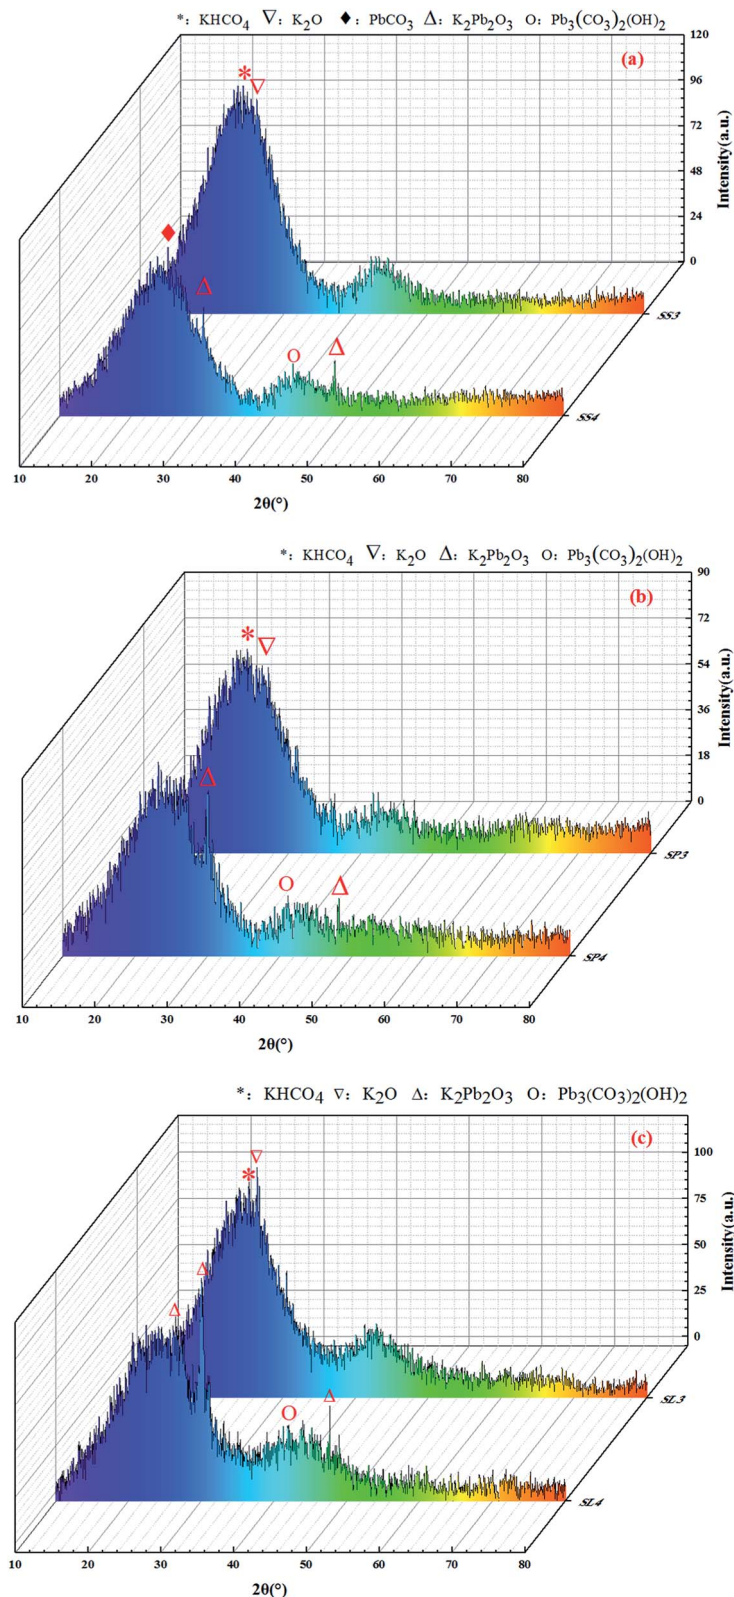 *: KHCO4 ▽: K2O ♦: PbCO3 Δ: K2Pb2O3 O: Pb3(CO3)2(OH)2
(a)
120
96
72
48
24
0
Intensity(a.u.)
SS3
SS4
10 20 30 40 50 60 70 80
2θ(°)
*: KHCO4 ▽: K2O Δ: K2Pb2O3 O: Pb3(CO3)2(OH)2
(b)
90
72
54
36
18
0
Intensity(a.u.)
SP3
SP4
10 20 30 40 50 60 70 80
2θ(°)
*: KHCO4 ▽: K2O Δ: K2Pb2O3 O: Pb3(CO3)2(OH)2
(c)
100
75
50
25
0
Intensity(a.u.)
SL3
SL4
10 20 30 40 50 60 70 80
2θ(°)